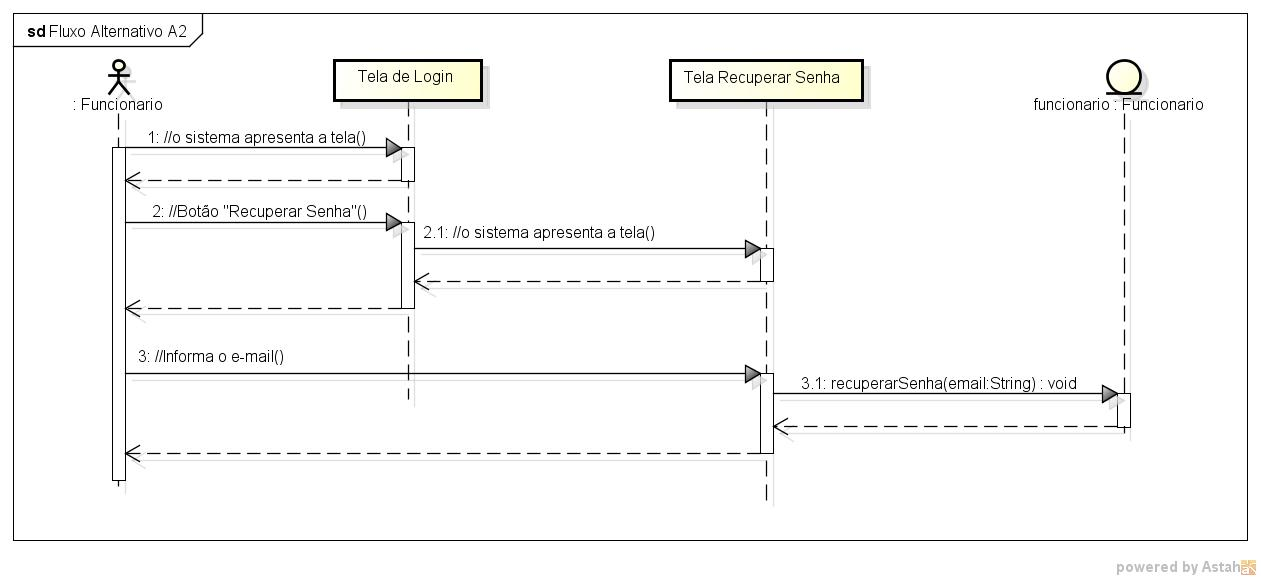 sd Fluxo Alternativo A2
: Funcionario
Tela de Login
Tela Recuperar Senha
funcionario : Funcionario
1: //o sistema apresenta a tela()
2: //Botão "Recuperar Senha"()
2.1: //o sistema apresenta a tela()
3: //Informa o e-mail()
3.1: recuperarSenha(email:String) : void
powered by Astah